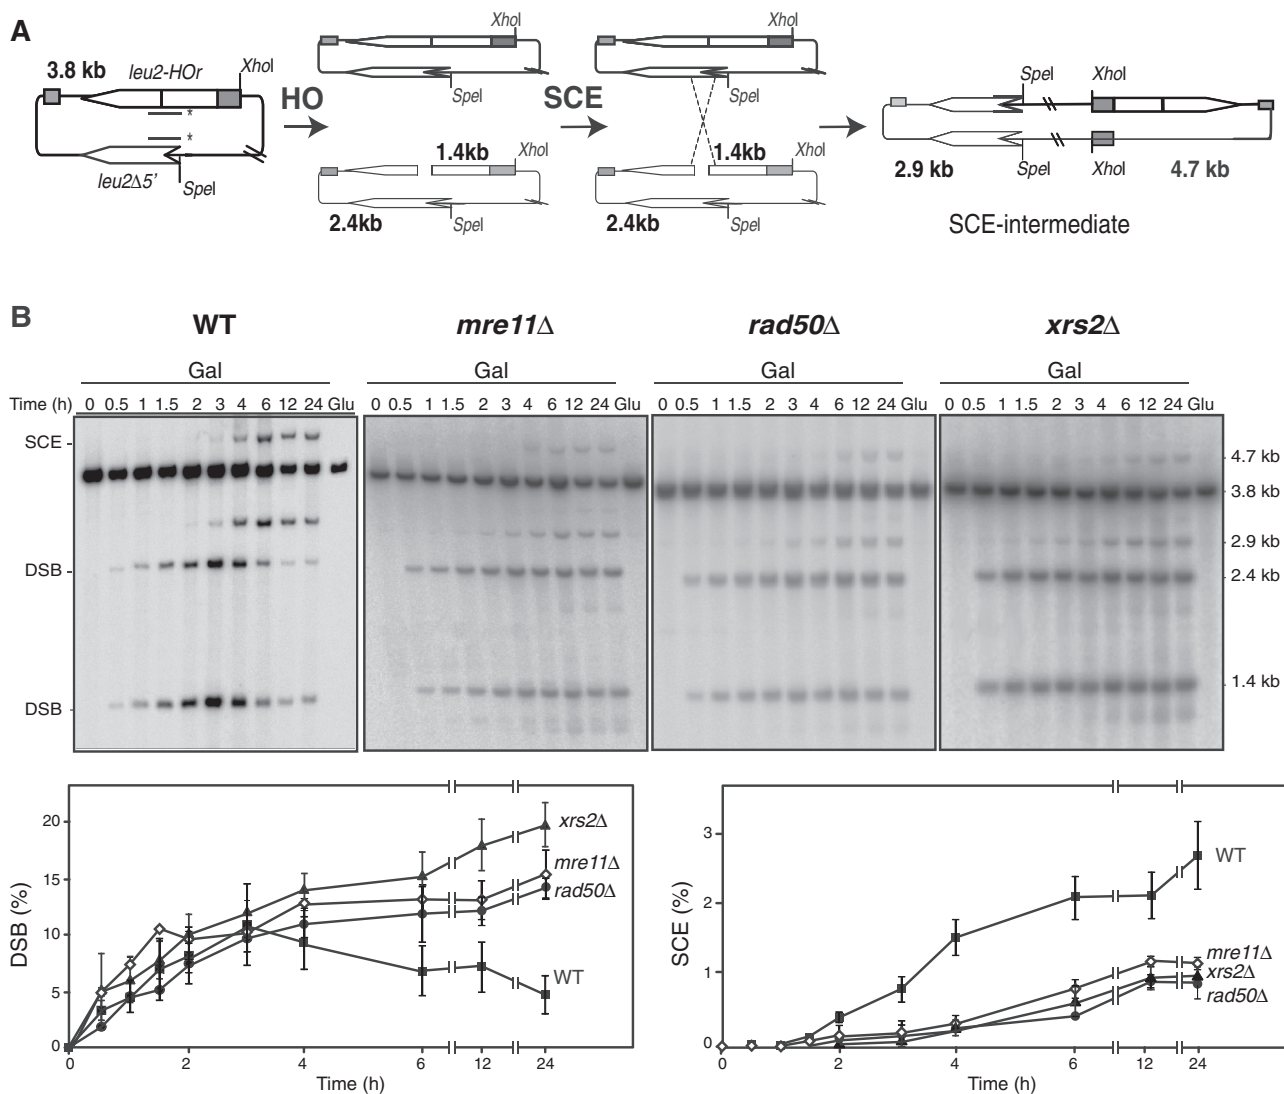 A
3.8 kb
leu2-HOr
XhoI
*
*
leu2Δ5'
SpeI
HO
XhoI
SpeI
1.4kb
XhoI
2.4kb
SpeI
SCE
XhoI
SpeI
1.4kb
XhoI
2.4kb
SpeI
SpeI
XhoI
2.9 kb
SpeI
XhoI
4.7 kb
SCE-intermediate
B
WT
mre11Δ
rad50Δ
xrs2Δ
Gal
Gal
Gal
Gal
Time (h) 0 0.5 1 1.5 2 3 4 6 12 24 Glu
0 0.5 1 2 3 4 6 12 24 Glu
0 0.5 1 1.5 2 3 4 6 12 24 Glu
0 0.5 1 1.5 2 3 4 6 12 24 Glu
SCE
DSB
DSB
4.7 kb
3.8 kb
2.9 kb
2.4 kb
1.4 kb
DSB (%)
20
15
10
5
0
0 2 4 6 12 24
Time (h)
xrs2Δ
mre11Δ
rad50Δ
WT
SCE (%)
3
2
1
0
0 2 4 6 12 24
Time (h)
WT
mre11Δ
xrs2Δ
rad50Δ